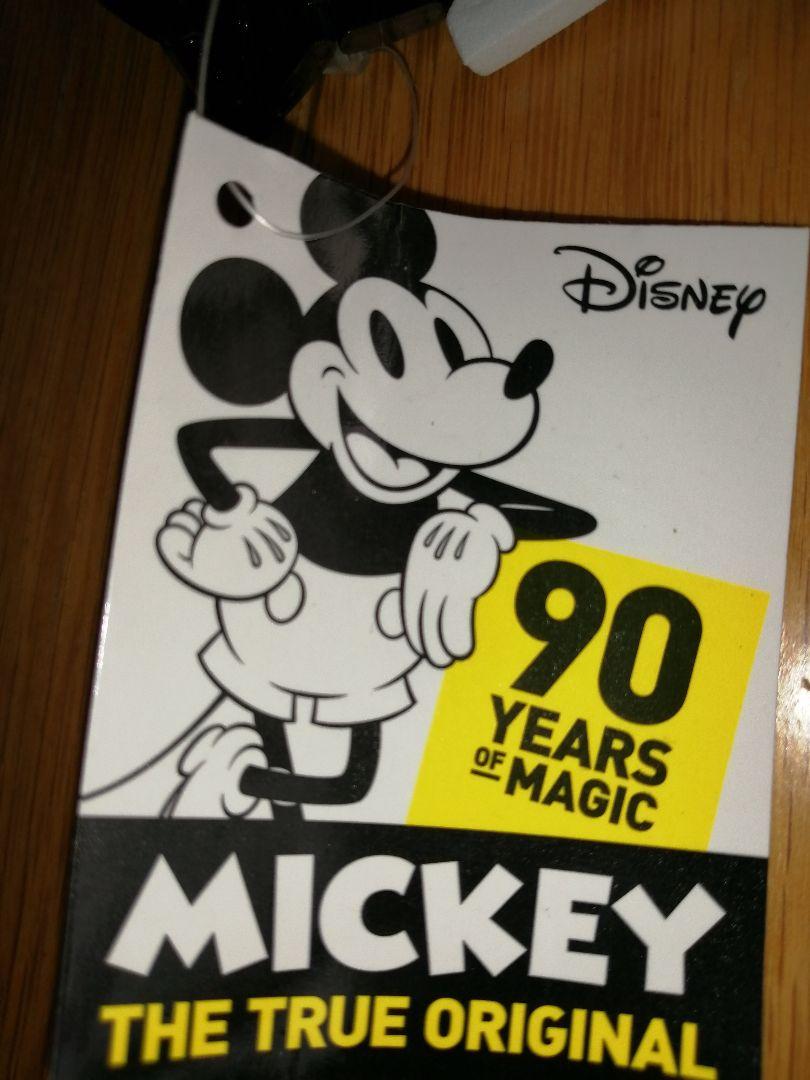 Disney
90
YEARS
OF MAGIC
MICKEY
THE TRUE ORIGINAL